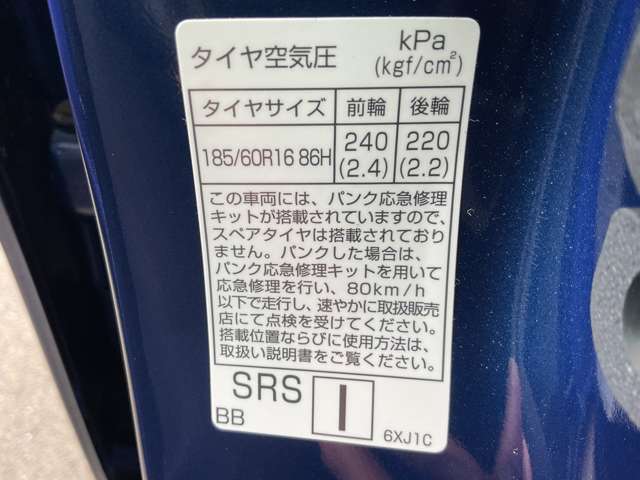 タイヤ空気圧 kPa
(kgf/cm²)
タイヤサイズ 前輪 後輪
185/60R16 86H 240 220
(2.4) (2.2)
この車両には、パンク応急修理
キットが搭載されていますので、
スペアタイヤは搭載されており
ません。パンクした場合は、
パンク応急修理キットを用いて
応急修理を行い、80km/h
以下で走行し、速やかに取扱販売
店にて点検を受けてください。
搭載位置ならびに使用方法は、
取扱い説明書をご覧ください。
SRS I
BB 6XJ1C